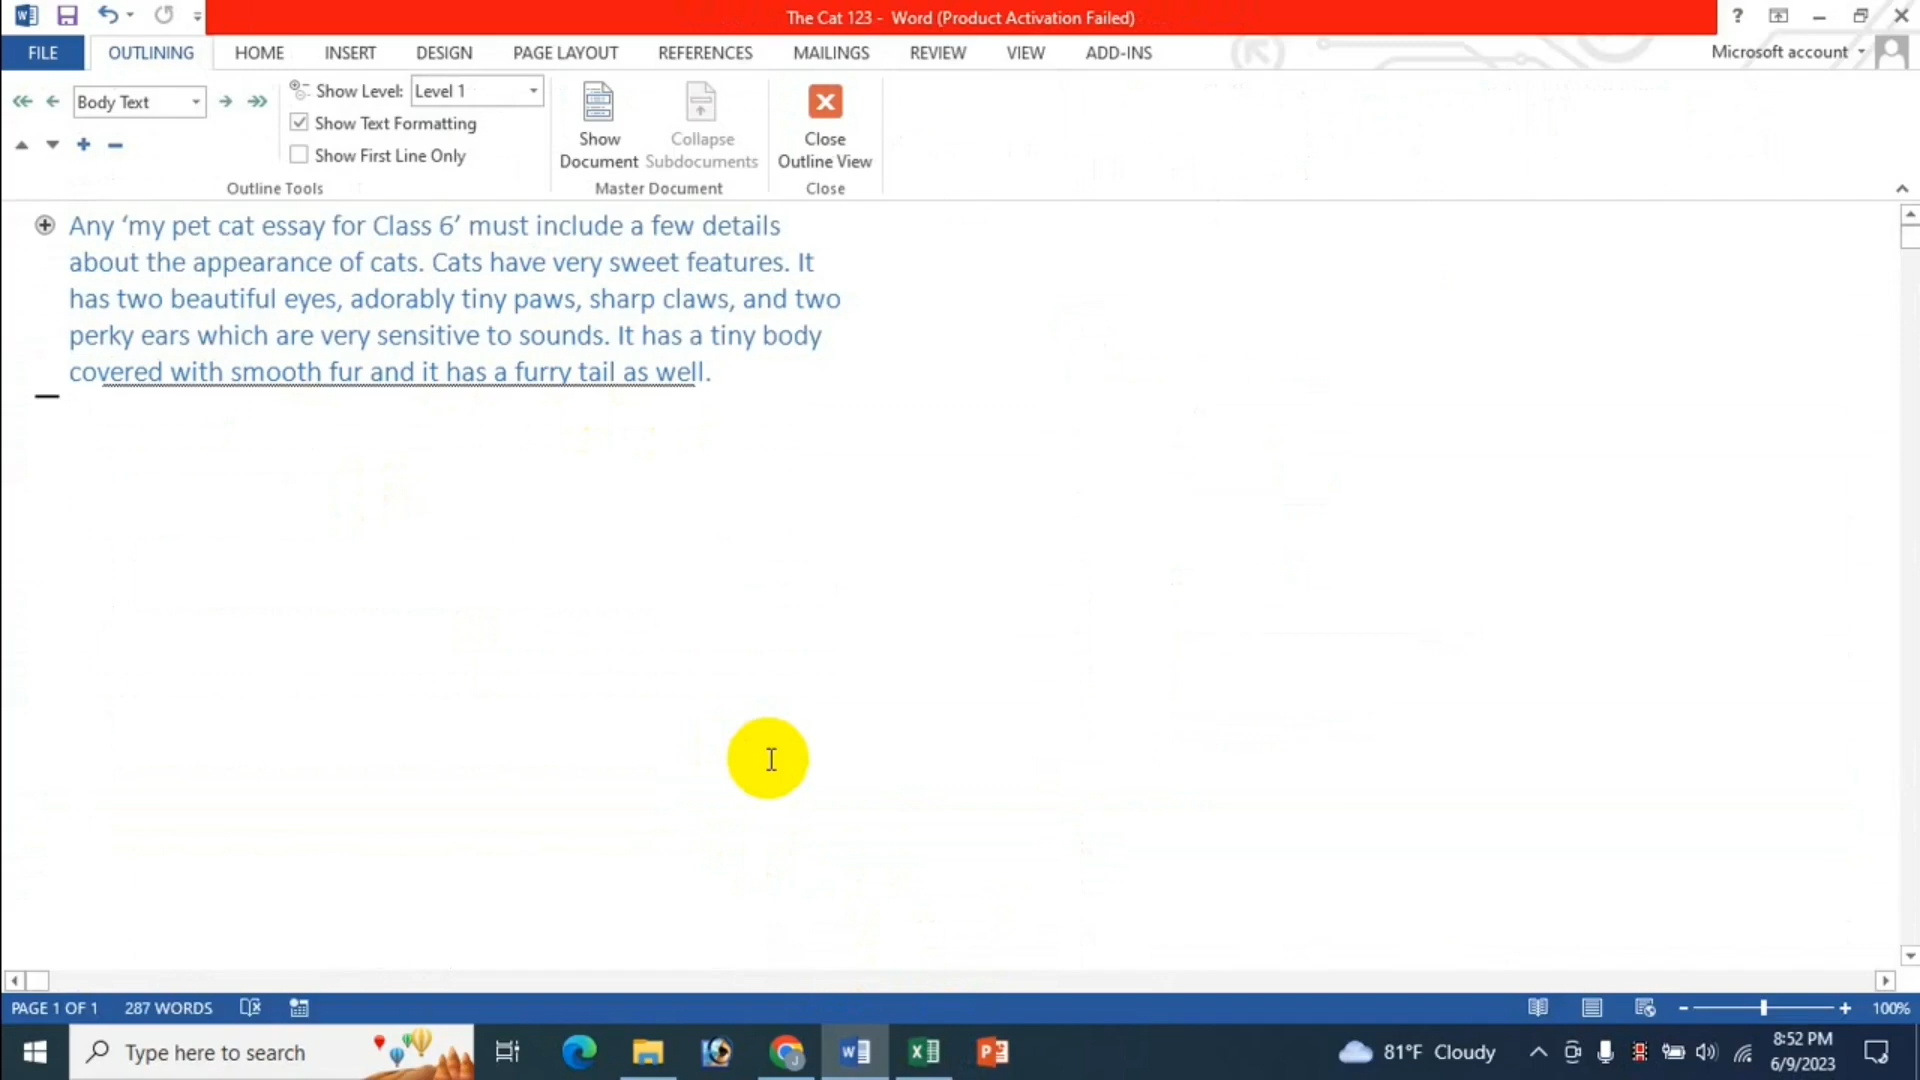 The Cat 123 - Word (Product Activation Failed)
?
FILE OUTLINING HOME INSERT DESIGN PAGE LAYOUT REFERENCES MAILINGS REVIEW VIEW ADD-INS Microsoft account
Body Text
Show Level: Level 1
Show Text Formatting
Show First Line Only
Outline Tools
Show
Document
Collapse
Subdocuments
Master Document
Close
Outline View
Close
Any ‘my pet cat essay for Class 6’ must include a few details
about the appearance of cats. Cats have very sweet features. It
has two beautiful eyes, adorably tiny paws, sharp claws, and two
perky ears which are very sensitive to sounds. It has a tiny body
covered with smooth fur and it has a furry tail as well.
PAGE 1 OF 1 287 WORDS 100%
Type here to search
81°F Cloudy
8:52 PM
6/9/2023